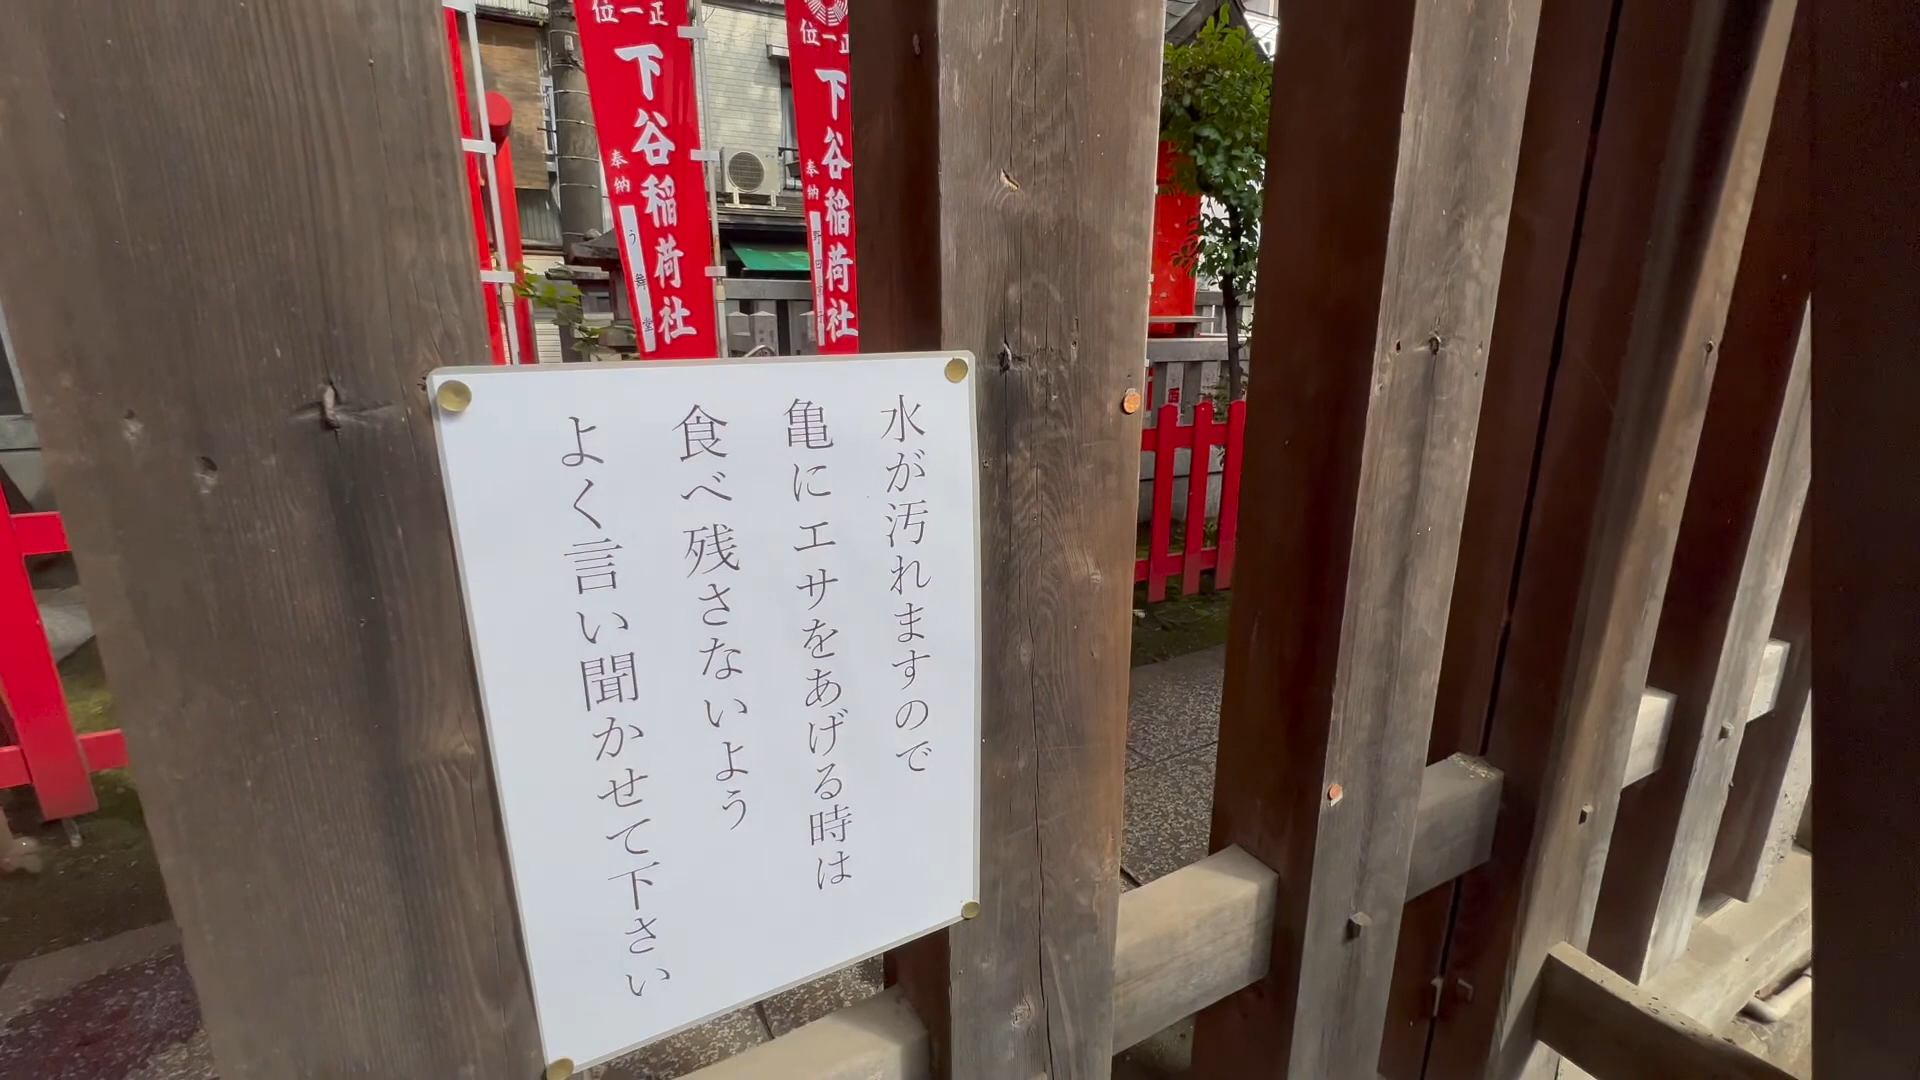 水が汚れますので
亀にエサをあげる時は
食べ残さないよう
よく言い聞かせて下さい
正一位
下谷稲荷社
奉納
正一位
下谷稲荷社
奉納